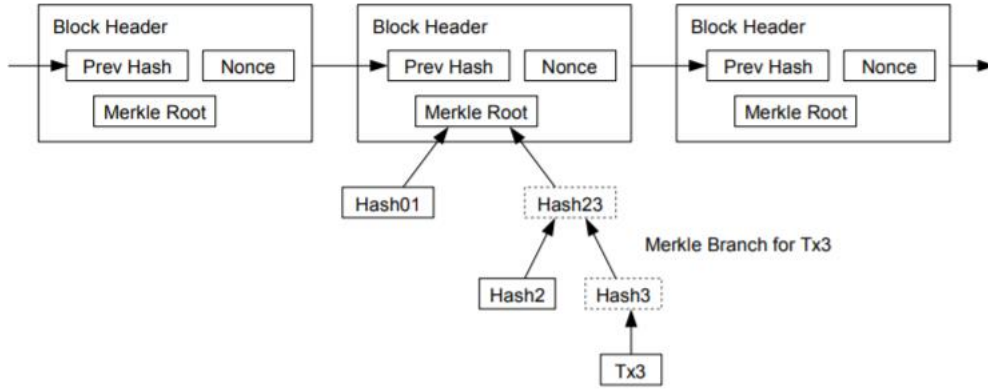 Block Header
Block Header
Block Header
Prev Hash
Nonce
Prev Hash
Nonce
Prev Hash
Nonce
Merkle Root
Merkle Root
Merkle Root
Hash01
Hash23
Merkle Branch for Tx3
Hash2
Hash3
Tx3